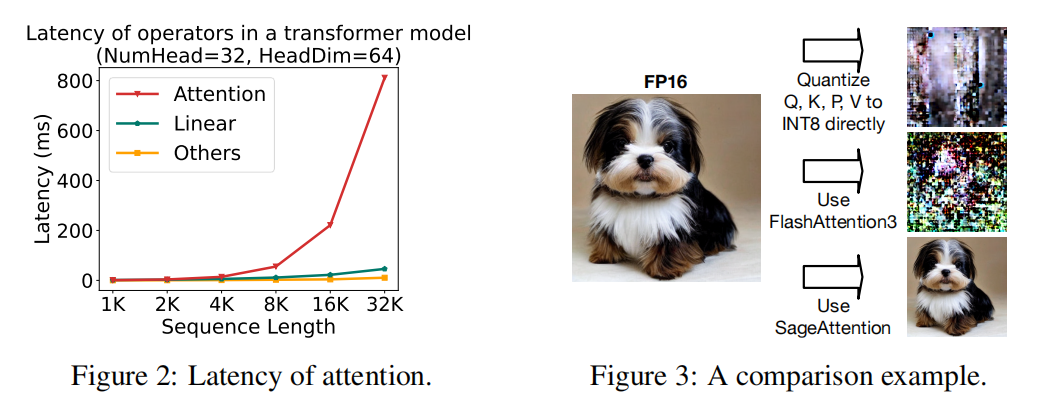 Latency of operators in a transformer model
(NumHead=32, HeadDim=64)
800
600
400
200
0
Latency (ms)
Attention
Linear
Others
1K 2K 4K 8K 16K 32K
Sequence Length
Figure 2: Latency of attention.
FP16
Quantize
Q, K, P, V to
INT8 directly
Use
FlashAttention3
Use
SageAttention
Figure 3: A comparison example.